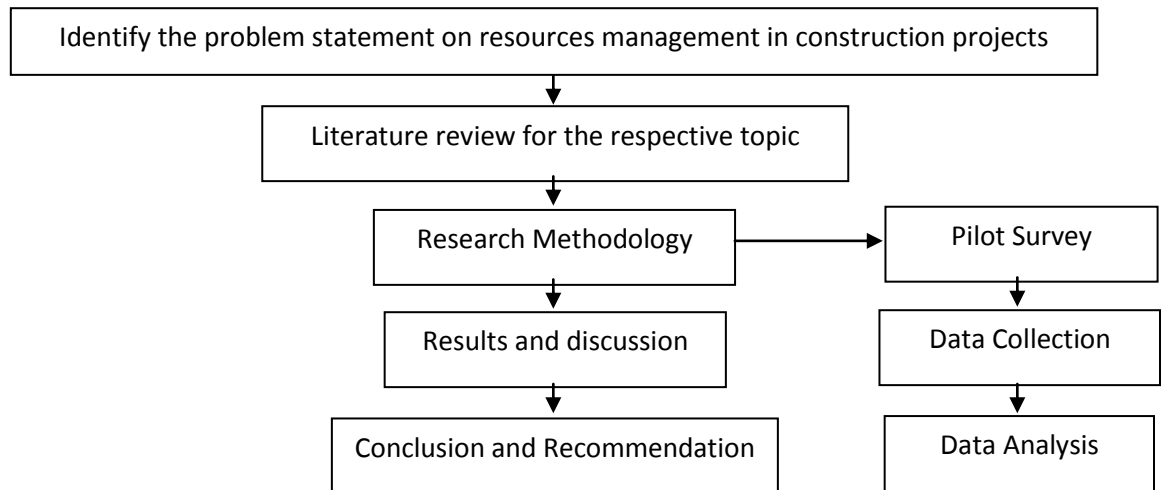 Identify the problem statement on resources management in construction projects
Literature review for the respective topic
Research Methodology
Pilot Survey
Results and discussion
Data Collection
Conclusion and Recommendation
Data Analysis